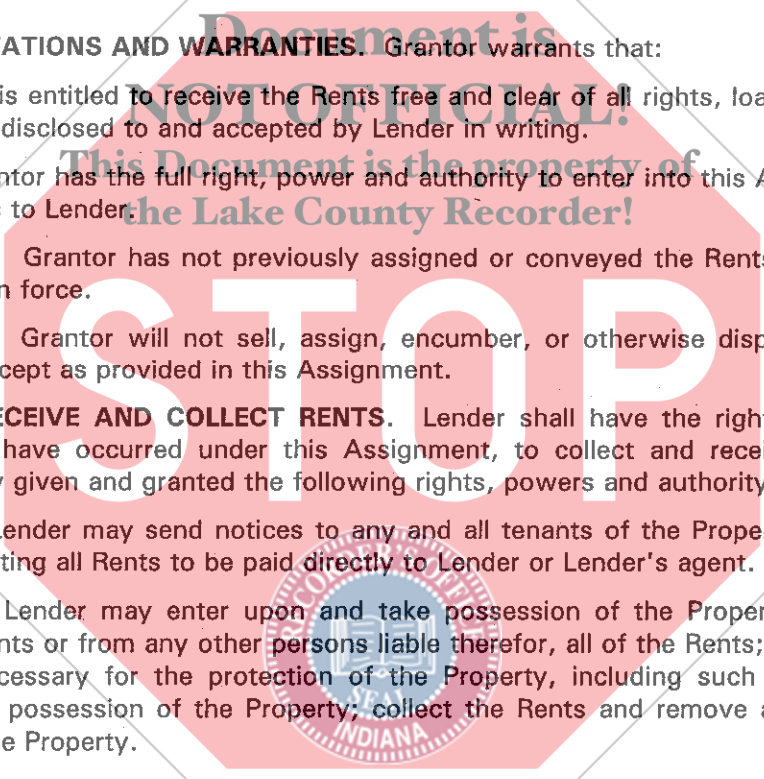 Document is
TATIONS AND WARRANTIES. Grantor warrants that:
NOT OFFICIAL!
is entitled to receive the Rents free and clear of all rights, loa
disclosed to and accepted by Lender in writing.
This Document is the property of
ntor has the full right, power and authority to enter into this A
s to Lender.
the Lake County Recorder!
Grantor has not previously assigned or conveyed the Rents
n force.
STOP
Grantor will not sell, assign, encumber, or otherwise disp
cept as provided in this Assignment.
ECEIVE AND COLLECT RENTS. Lender shall have the right
have occurred under this Assignment, to collect and recei
y given and granted the following rights, powers and authority
Lender may send notices to any and all tenants of the Prope
ting all Rents to be paid directly to Lender or Lender's agent.
RECORDER'S OFFICE
Lender may enter upon and take possession of the Proper
nts or from any other persons liable therefor, all of the Rents;
cessary for the protection of the Property, including such
possession of the Property; collect the Rents and remove a
e Property.
SEAL
INDIANA